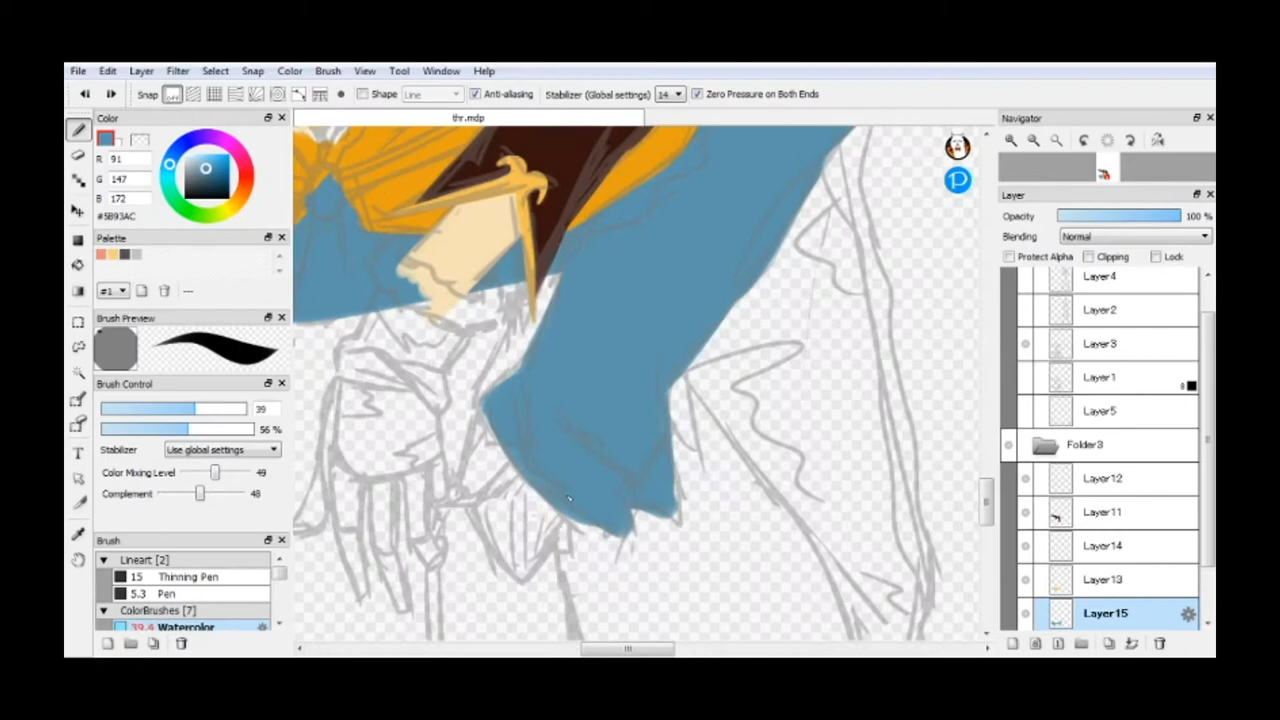 File Edit Layer Filter Select Snap Color Brush View Tool Window Help
Snap OFF Shape Line Anti-aliasing Stabilizer (Global settings) 14 Zero Pressure on Both Ends
Color
thr.mdp
Navigator
R 91
G 147
B 172
#5B93AC
Layer
Opacity 100 %
Blending Normal
Protect Alpha Clipping Lock
Palette
#1
Brush Preview
Layer4
Layer2
Layer3
Layer1
Layer5
Folder3
Layer12
Layer11
Layer14
Layer13
Layer15
Brush Control
39
56 %
Stabilizer Use global settings
Color Mixing Level 49
Complement 48
Brush
Lineart [2]
15 Thinning Pen
5.3 Pen
ColorBrushes [7]
39.4 Watercolor
T
P